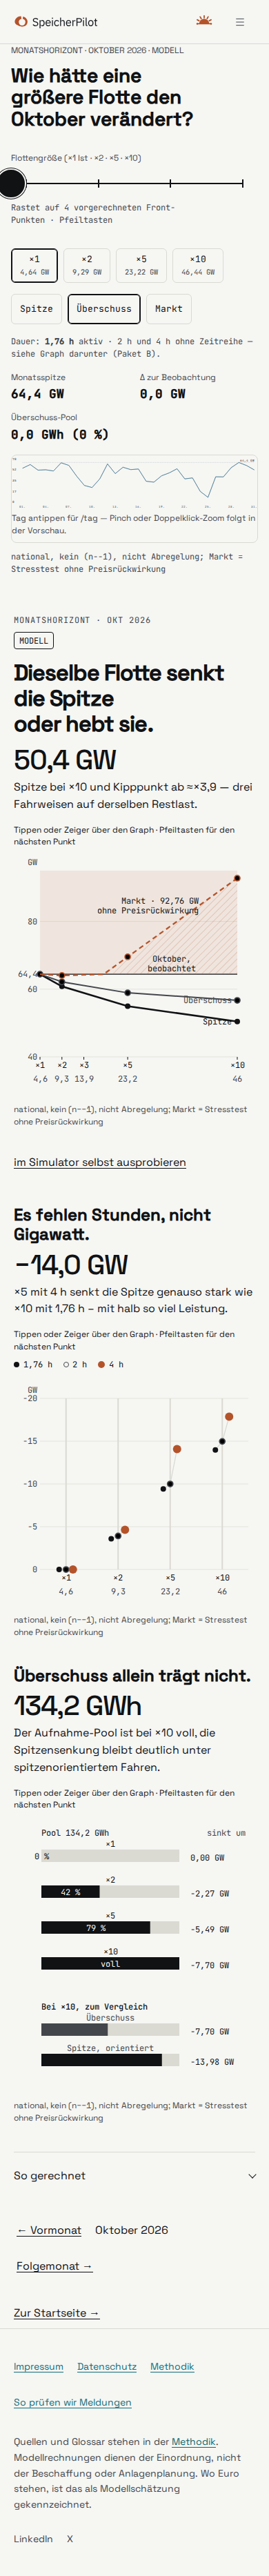 SpeicherPilot
MONATSHORIZONT · OKTOBER 2026 · MODELL
Wie hätte eine
größere Flotte den
Oktober verändert?
Flottengröße (×1 Ist · ×2 · ×5 · ×10)
Rastet auf 4 vorgerechneten Front-
Punkten · Pfeiltasten
×1 ×2 ×5 ×10
4,64 GW 9,29 GW 23,22 GW 46,44 GW
Spitze Überschuss Markt
Dauer: 1,76 h aktiv · 2 h und 4 h ohne Zeitreihe —
siehe Graph darunter (Paket B).
Monatsspitze Δ zur Beobachtung
64,4 GW 0,0 GW
Überschuss-Pool
0,0 GWh (0 %)
Tag antippen für /tag — Pinch oder Doppelklick-Zoom folgt in
der Vorschau.
national, kein (n−1), nicht Abregelung; Markt =
Stresstest ohne Preisrückwirkung
MONATSHORIZONT · OKT 2026
MODELL
Dieselbe Flotte senkt
die Spitze
oder hebt sie.
50,4 GW
Spitze bei ×10 und Kipppunkt ab ≈×3,9 — drei
Fahrweisen auf derselben Restlast.
Tippen oder Zeiger über den Graph · Pfeiltasten für den
nächsten Punkt
GW
Markt · 92,76 GW
ohne Preisrückwirkung
80
Oktober,
beobachtet
64,4
60
Überschuss
Spitze
40
×1 ×2 ×3 ×5 ×10
4,6 9,3 13,9 23,2 46
national, kein (n−1), nicht Abregelung; Markt = Stresstest
ohne Preisrückwirkung
im Simulator selbst ausprobieren
Es fehlen Stunden, nicht
Gigawatt.
−14,0 GW
×5 mit 4 h senkt die Spitze genauso stark wie
×10 mit 1,76 h – mit halb so viel Leistung.
Tippen oder Zeiger über den Graph · Pfeiltasten für den
nächsten Punkt
1,76 h 2 h 4 h
GW
-20
-15
-10
-5
0
×1 ×2 ×5 ×10
4,6 9,3 23,2 46
national, kein (n−1), nicht Abregelung; Markt = Stresstest
ohne Preisrückwirkung
Überschuss allein trägt nicht.
134,2 GWh
Der Aufnahme-Pool ist bei ×10 voll, die
Spitzensenkung bleibt deutlich unter
spitzenorientiertem Fahren.
Tippen oder Zeiger über den Graph · Pfeiltasten für den
nächsten Punkt
Pool 134,2 GWh sinkt um
×1
0 % 0,00 GW
×2
42 % -2,27 GW
×5
79 % -5,49 GW
×10
voll -7,70 GW
Bei ×10, zum Vergleich
Überschuss
-7,70 GW
Spitze, orientiert
-13,98 GW
national, kein (n−1), nicht Abregelung; Markt = Stresstest
ohne Preisrückwirkung
So gerechnet
← Vormonat Oktober 2026
Folgemonat →
Zur Startseite →
Impressum Datenschutz Methodik
So prüfen wir Meldungen
Quellen und Glossar stehen in der Methodik.
Modellrechnungen dienen der Einordnung, nicht
der Beschaffung oder Anlagenplanung. Wo Euro
stehen, ist das als Modellschätzung
gekennzeichnet.
LinkedIn X